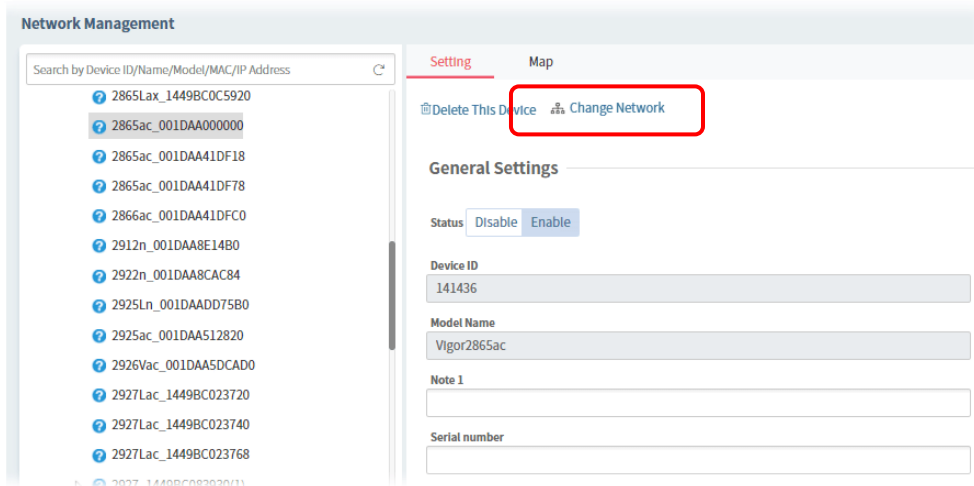 Network Management
Search by Device ID/Name/Model/MAC/IP Address
2865Lax_1449BC0C5920
2865ac_001DAA000000
2865ac_001DAA41DF18
2865ac_001DAA41DF78
2866ac_001DAA41DFC0
2912n_001DAA8E14B0
2922n_001DAA8CAC84
2925Ln_001DAADD75B0
2925ac_001DAA512820
2926Vac_001DAA5DCAD0
2927Lac_1449BC023720
2927Lac_1449BC023740
2927Lac_1449BC023768
2927_1449BC083930(1)
Setting Map
Delete This Device Change Network
General Settings
Status Disable Enable
Device ID
141436
Model Name
Vigor2865ac
Note 1
Serial number